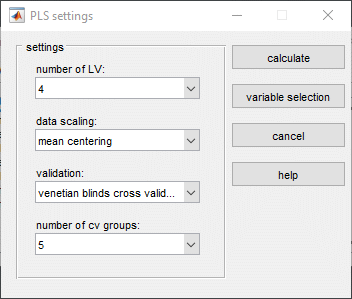 PLS settings
settings
number of LV:
4
data scaling:
mean centering
validation:
venetian blinds cross valid...
number of cv groups:
5
calculate
variable selection
cancel
help